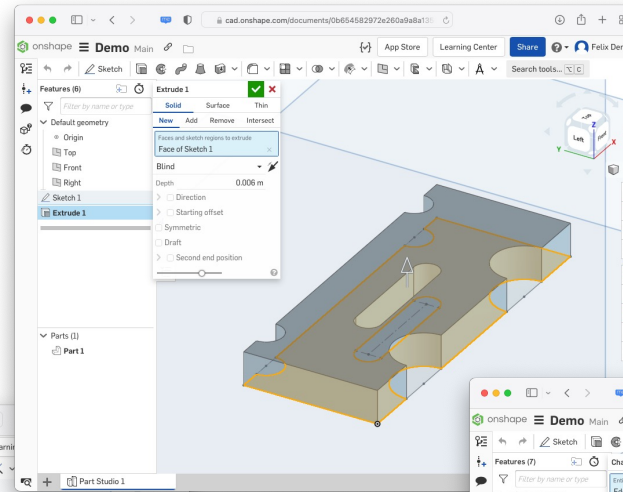 cad.onshape.com/documents/0b654582972e260a9a8a13
onshape Demo Main
App Store
Learning Center
Share
Felix Der
Sketch
Search tools...
Features (6)
Filter by name or type
Default geometry
Origin
Top
Front
Right
Sketch 1
Extrude 1
Parts (1)
Part 1
Extrude 1
Solid Surface Thin
New Add Remove Intersect
Faces and sketch regions to extrude
Face of Sketch 1
Blind
Depth 0.006 m
Direction
Starting offset
Symmetric
Draft
Second end position
Top
Left
Y
X
onshape Demo Main
Sketch
Features (7)
Cha
Filter by name or type
Enti
Part Studio 1